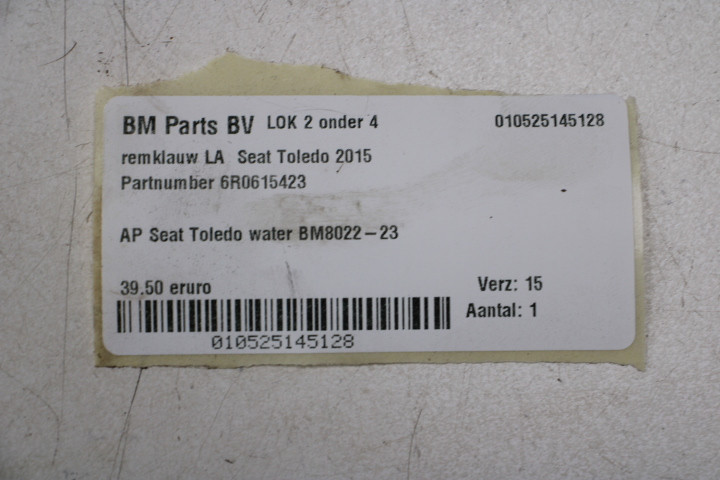 BM Parts BV LOK 2 onder 4 010525145128
remklauw LA Seat Toledo 2015
Partnumber 6R0615423
AP Seat Toledo water BM8022-23
39.50 eruro Verz: 15
Aantal: 1
010525145128